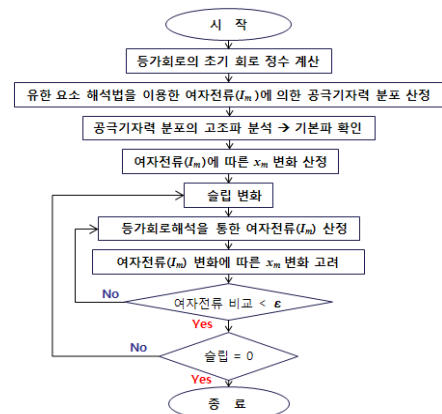 시 작
등가회로의 초기 회로 정수 계산
유한 요소 해석법을 이용한 여자전류(Im)에 의한 공극기자력 분포 산정
공극기자력 분포의 고조파 분석 → 기본파 확인
여자전류(Im)에 따른 xm 변화 산정
슬립 변화
등가회로해석을 통한 여자전류(Im) 산정
여자전류(Im) 변화에 따른 xm 변화 고려
No
여자전류 비교 < ε
Yes
No
슬립 = 0
Yes
종 료